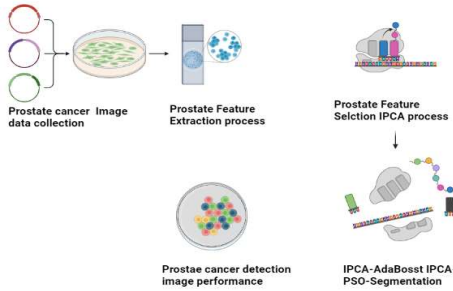 Prostate cancer Image
data collection
Prostate Feature
Extraction process
Prostate Feature
Selction IPCA process
Prostae cancer detection
image performance
IPCA-AdaBosst IPCA
PSO-Segmentation